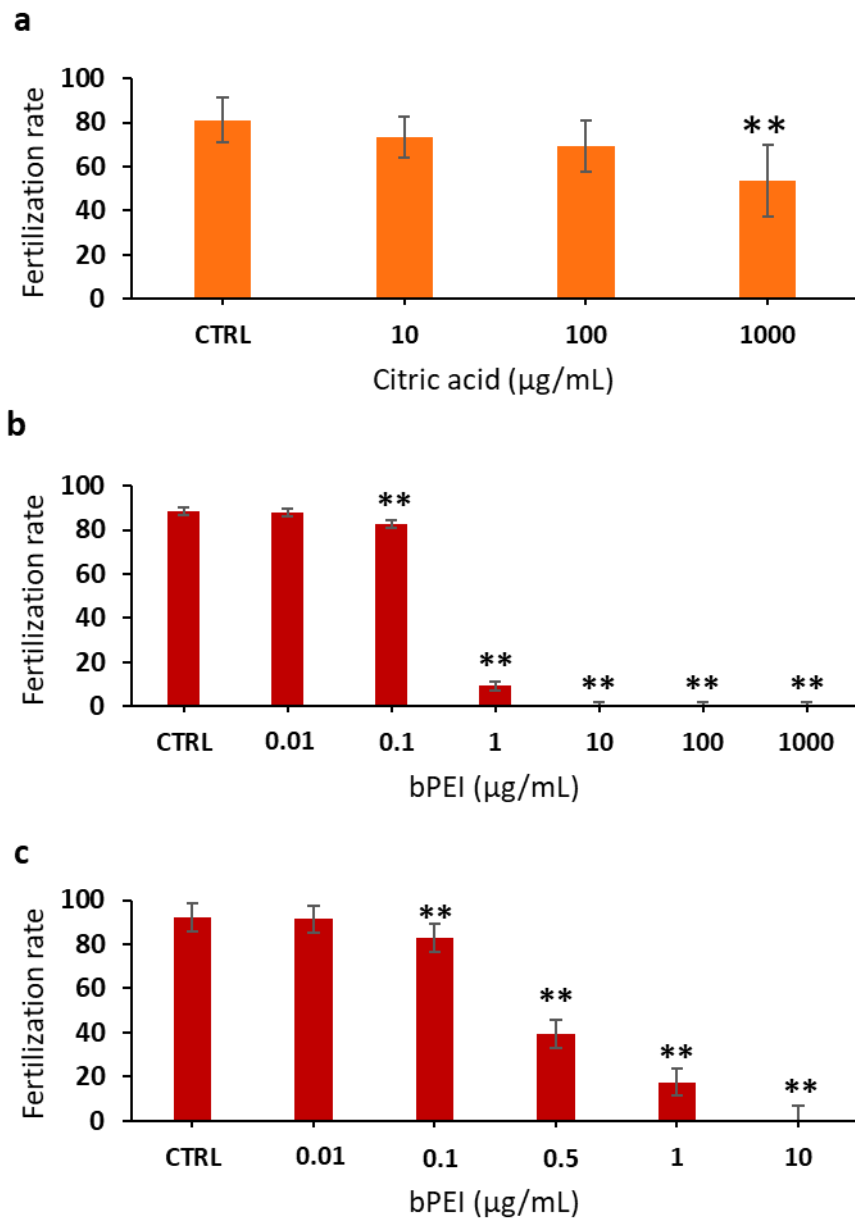 a
100
80
60
40
20
0
Fertilization rate
**
CTRL 10 100 1000
Citric acid (µg/mL)
b
100
80
60
40
20
0
Fertilization rate
** ** ** ** **
CTRL 0.01 0.1 1 10 100 1000
bPEI (µg/mL)
c
100
80
60
40
20
0
Fertilization rate
** ** ** **
CTRL 0.01 0.1 0.5 1 10
bPEI (µg/mL)